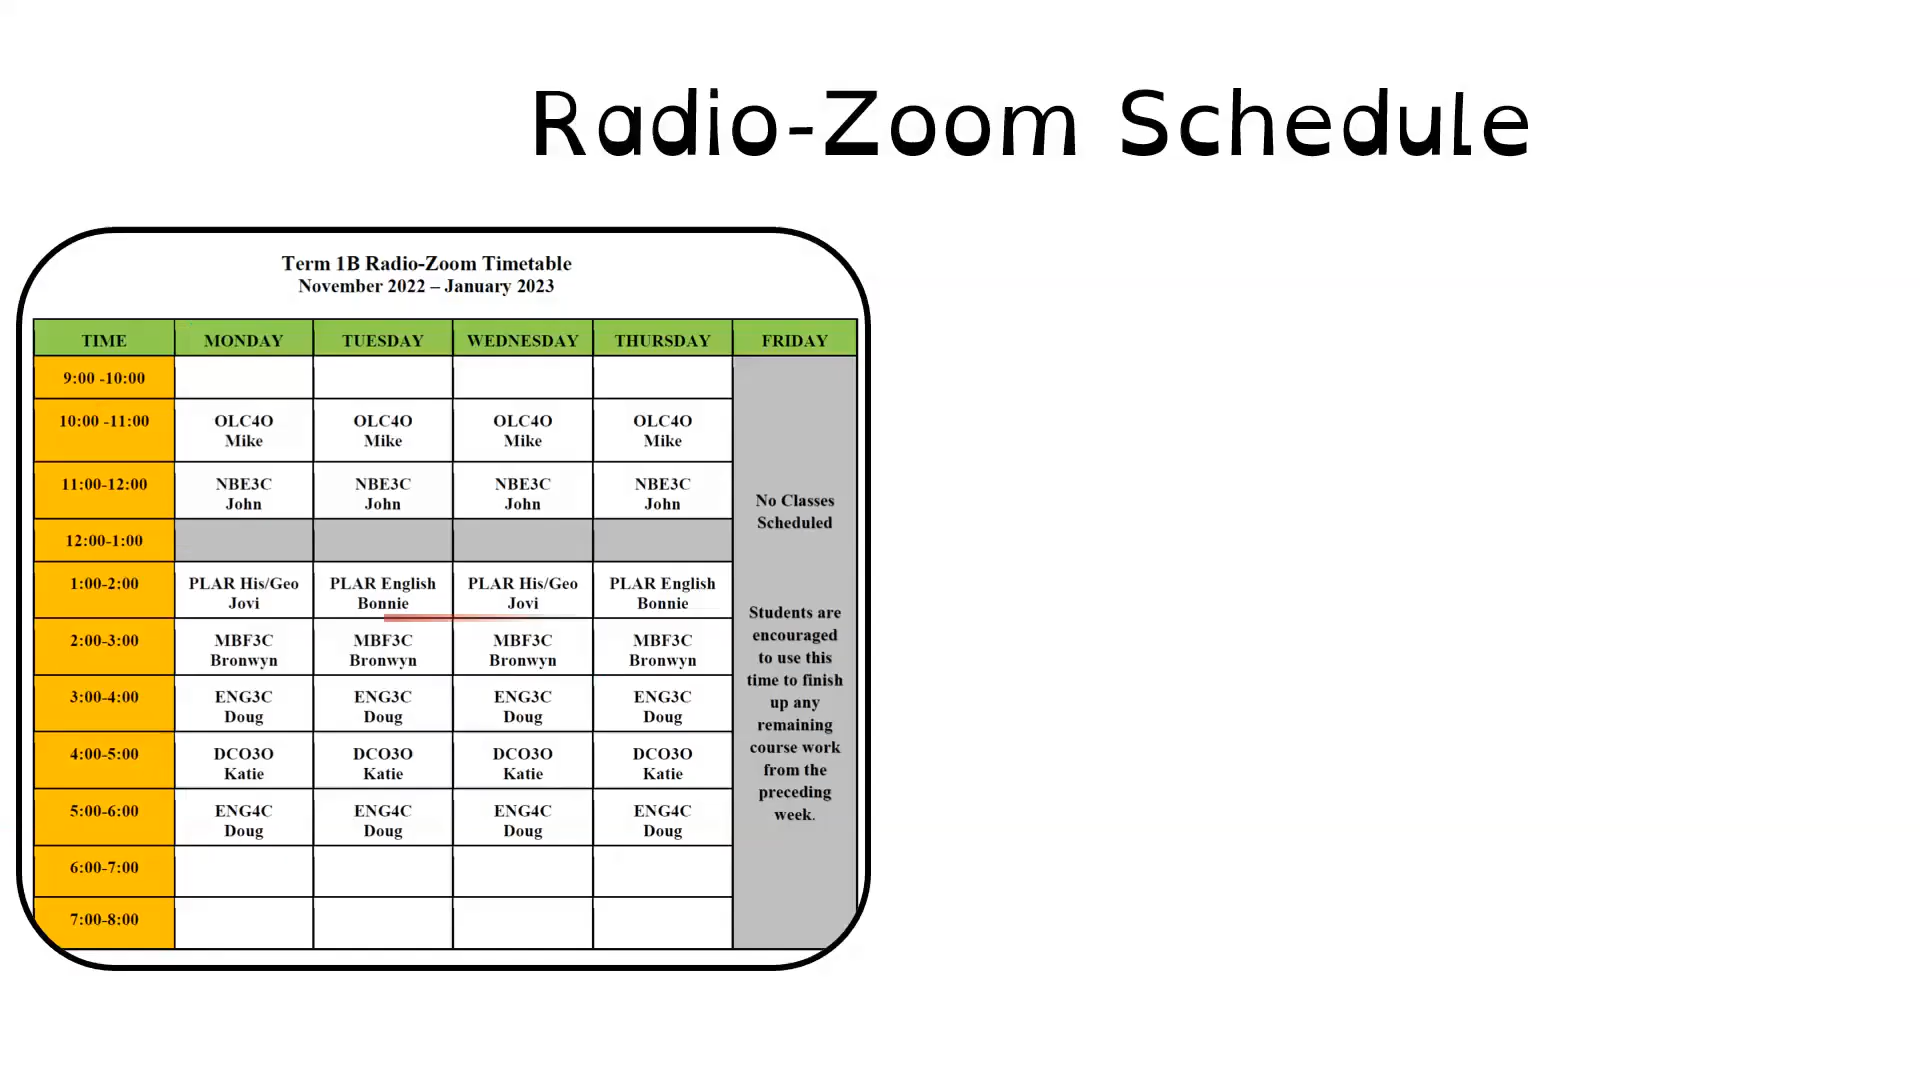 Radio-Zoom Schedule
Term 1B Radio-Zoom Timetable
November 2022 – January 2023
TIME MONDAY TUESDAY WEDNESDAY THURSDAY FRIDAY
9:00 -10:00
10:00 -11:00 OLC4O OLC4O OLC4O OLC4O
Mike Mike Mike Mike
11:00-12:00 NBE3C NBE3C NBE3C NBE3C
John John John John
12:00-1:00
1:00-2:00 PLAR His/Geo PLAR English PLAR His/Geo PLAR English
Jovi Bonnie Jovi Bonnie
2:00-3:00 MBF3C MBF3C MBF3C MBF3C
Bronwyn Bronwyn Bronwyn Bronwyn
3:00-4:00 ENG3C ENG3C ENG3C ENG3C
Doug Doug Doug Doug
4:00-5:00 DCO3O DCO3O DCO3O DCO3O
Katie Katie Katie Katie
5:00-6:00 ENG4C ENG4C ENG4C ENG4C
Doug Doug Doug Doug
6:00-7:00
7:00-8:00
No Classes
Scheduled
Students are
encouraged
to use this
time to finish
up any
remaining
course work
from the
preceding
week.